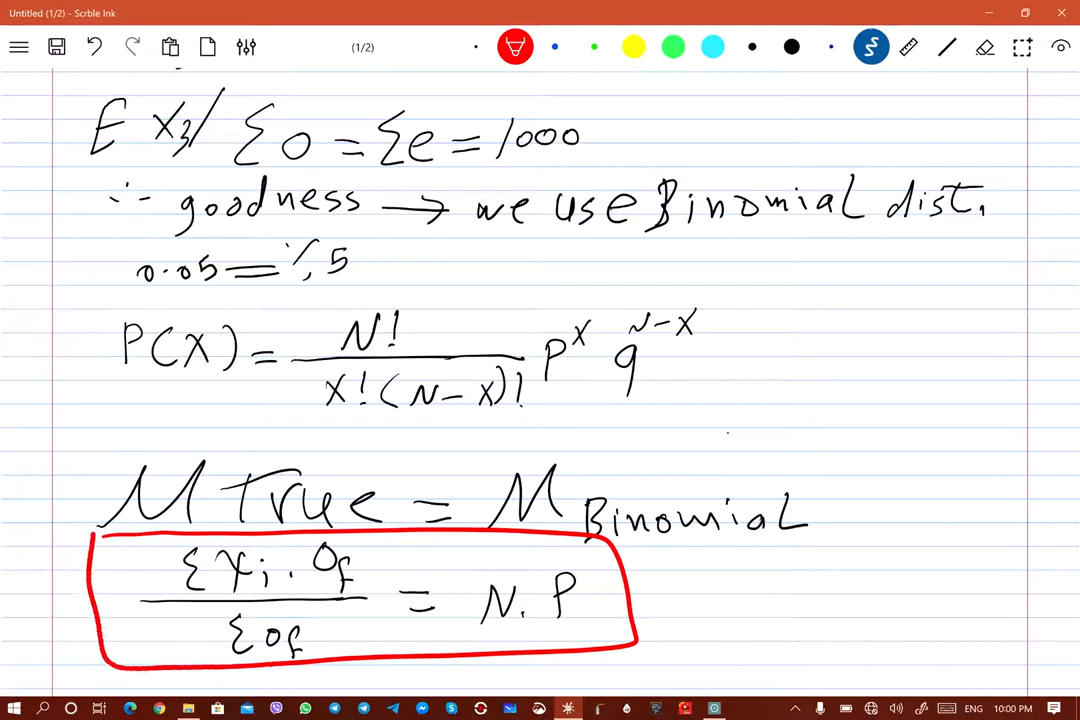 Untitled (1/2) - Scrble Ink
(1/2)
E X3/ Σo = Σe = 1000
∴ goodness → we use Binomial dist.
0.05 = %5
P(X) = N! / X!(N-X)! P^X q^N-X
M True = M Binomial
Σxi.Of / Σof = N.P
ENG 10:00 PM